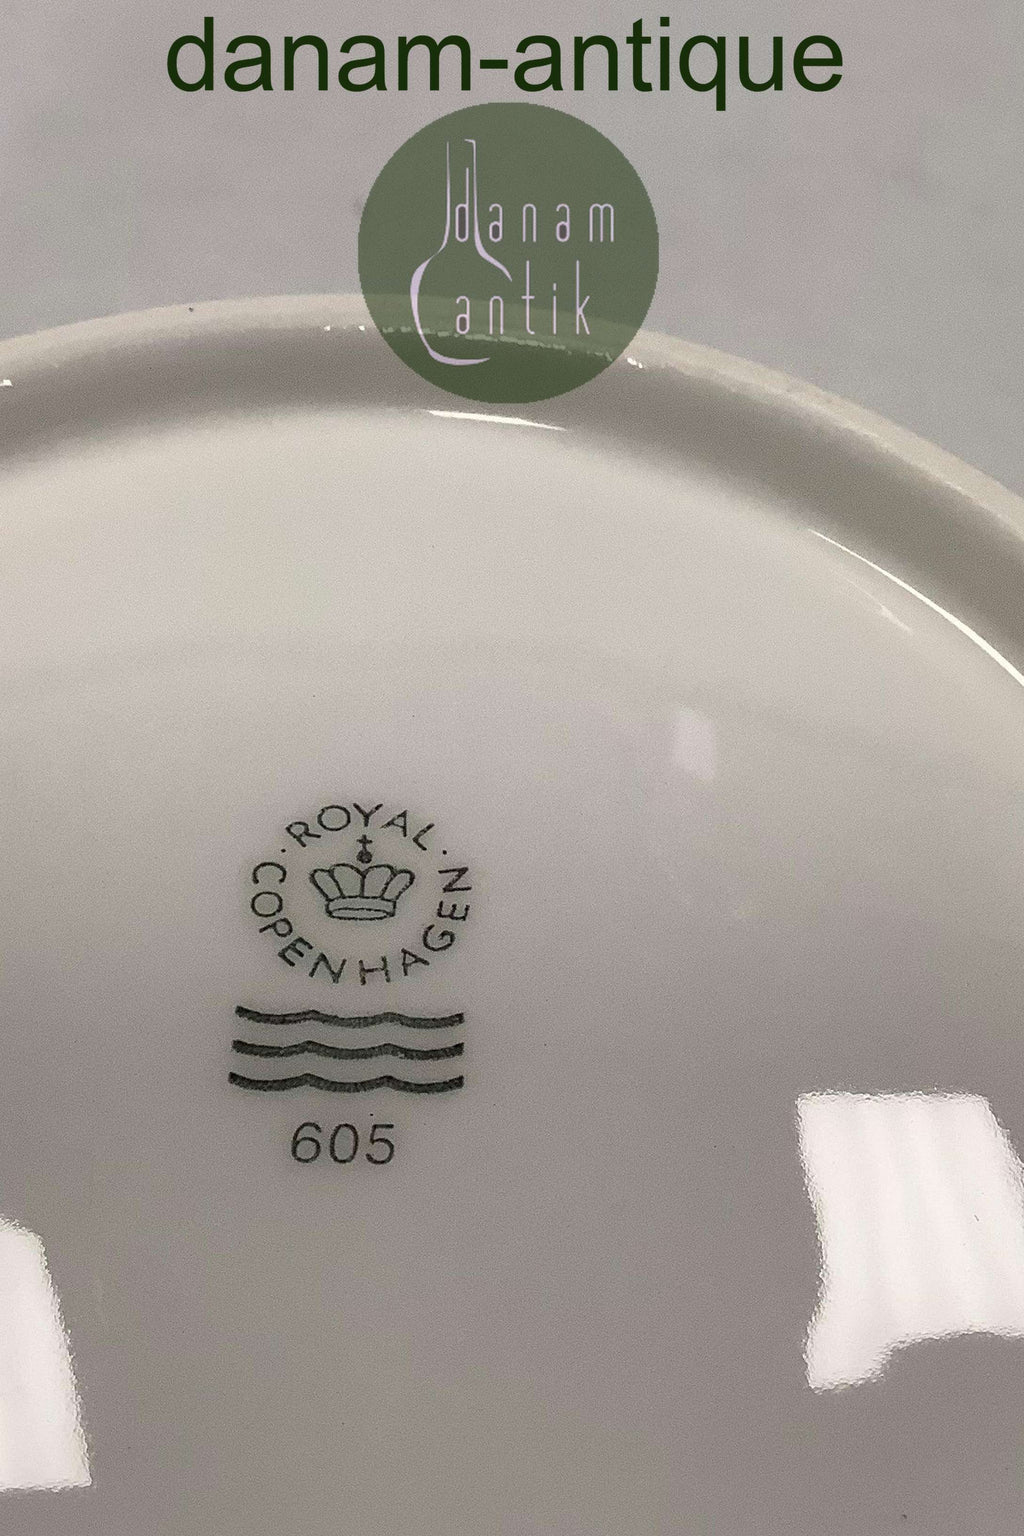 danam-antique
danam
antik
· ROYAL ·
COPENHAGEN
605